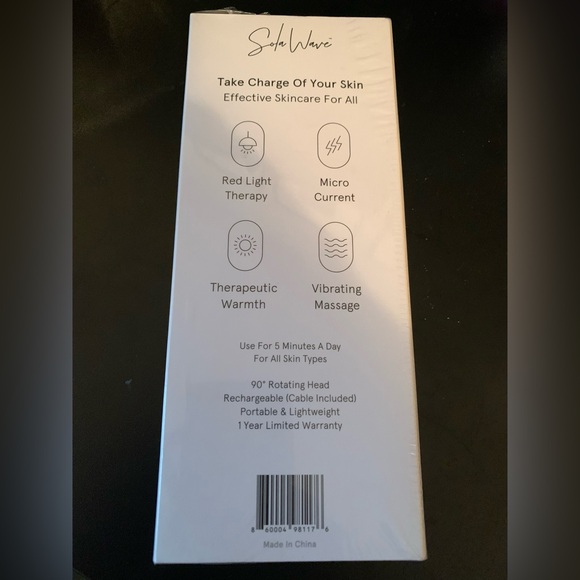 Sola Wave™
Take Charge Of Your Skin
Effective Skincare For All
Red Light
Therapy
Micro
Current
Therapeutic
Warmth
Vibrating
Massage
Use For 5 Minutes A Day
For All Skin Types
90° Rotating Head
Rechargeable (Cable Included)
Portable & Lightweight
1 Year Limited Warranty
8 60004 98117 6
Made In China